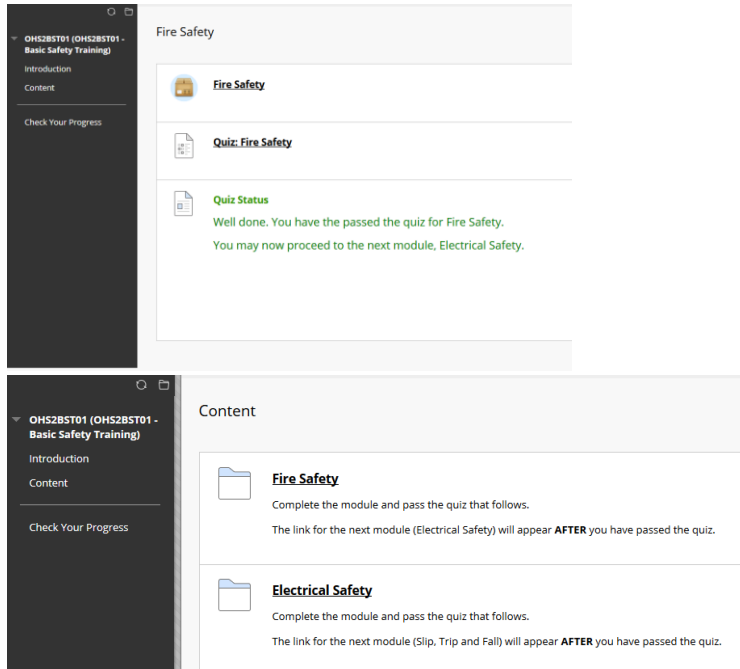 OHS2BST01 (OHS2BST01 -
Basic Safety Training)
Introduction
Content
Check Your Progress
Fire Safety
Fire Safety
Quiz: Fire Safety
Quiz Status
Well done. You have the passed the quiz for Fire Safety.
You may now proceed to the next module, Electrical Safety.
OHS2BST01 (OHS2BST01 -
Basic Safety Training)
Introduction
Content
Check Your Progress
Content
Fire Safety
Complete the module and pass the quiz that follows.
The link for the next module (Electrical Safety) will appear AFTER you have passed the quiz.
Electrical Safety
Complete the module and pass the quiz that follows.
The link for the next module (Slip, Trip and Fall) will appear AFTER you have passed the quiz.